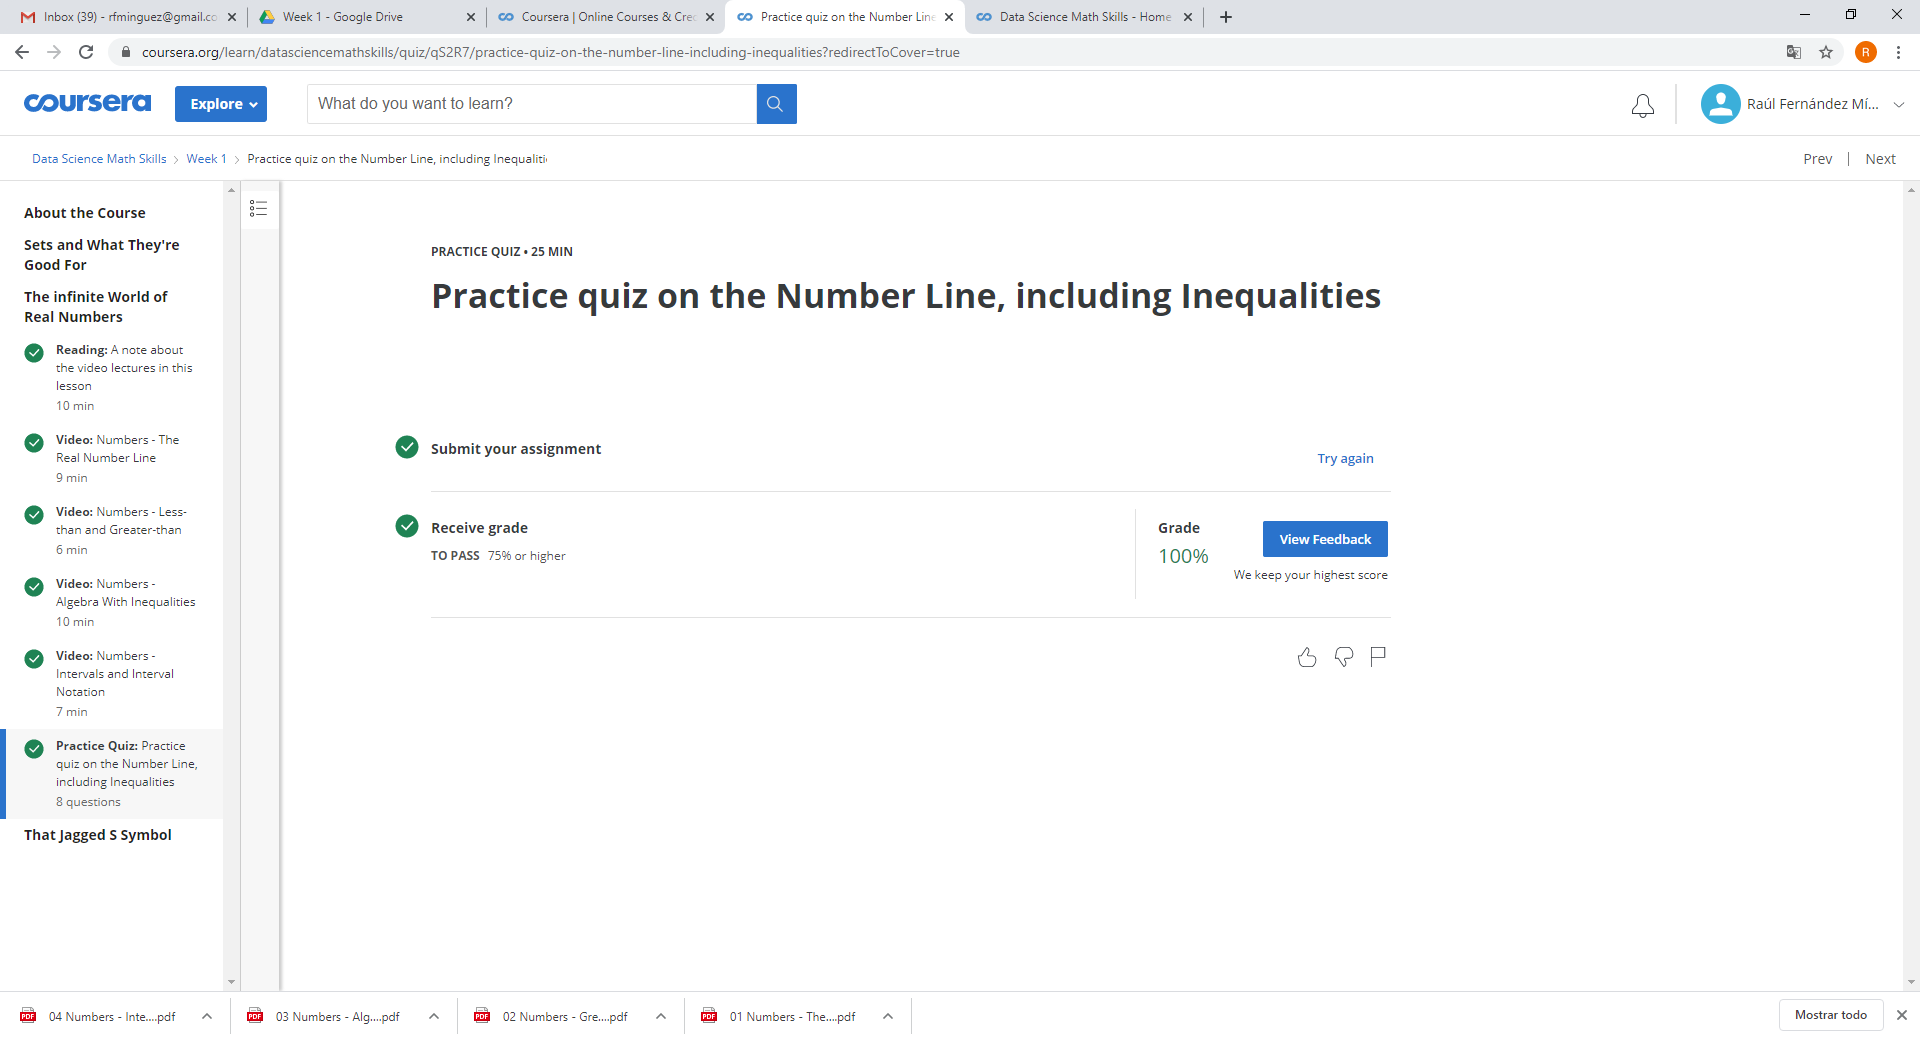 Inbox (39) - rfminguez@gmail.co
Week 1 - Google Drive
Coursera | Online Courses & Cre
Practice quiz on the Number Line
Data Science Math Skills - Home
coursera.org/learn/datasciencemathskills/quiz/qS2R7/practice-quiz-on-the-number-line-including-inequalities?redirectToCover=true
R
coursera
Explore
What do you want to learn?
Raúl Fernández Mí...
Data Science Math Skills
Week 1
Practice quiz on the Number Line, including Inequaliti
Prev | Next
About the Course
Sets and What They're
Good For
The infinite World of
Real Numbers
Reading: A note about
the video lectures in this
lesson
10 min
Video: Numbers - The
Real Number Line
9 min
Video: Numbers - Less-
than and Greater-than
6 min
Video: Numbers -
Algebra With Inequalities
10 min
Video: Numbers -
Intervals and Interval
Notation
7 min
Practice Quiz: Practice
quiz on the Number Line,
including Inequalities
8 questions
That Jagged S Symbol
PRACTICE QUIZ • 25 MIN
Practice quiz on the Number Line, including Inequalities
Submit your assignment
Try again
Receive grade
TO PASS 75% or higher
Grade
100%
View Feedback
We keep your highest score
PDF 04 Numbers - Inte....pdf
PDF 03 Numbers - Alg....pdf
PDF 02 Numbers - Gre....pdf
PDF 01 Numbers - The....pdf
Mostrar todo